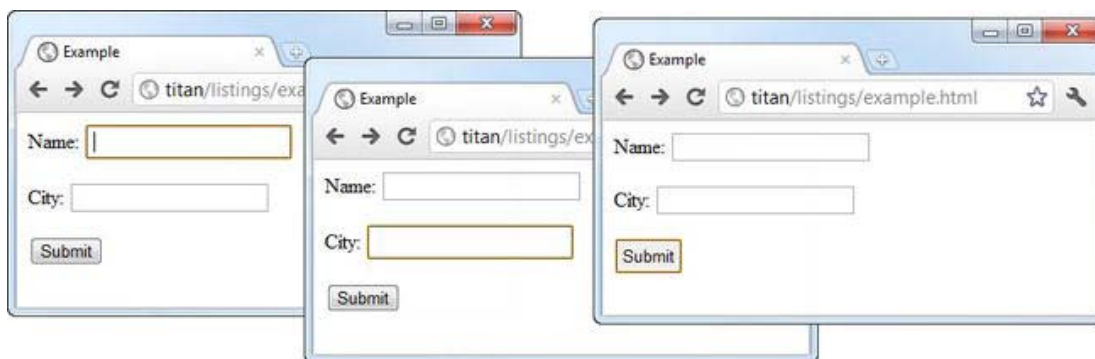 Example
titan/listings/exa
Name:
City:
Submit
Example
titan/listings/ex
Name:
City:
Submit
Example
titan/listings/example.html
Name:
City:
Submit